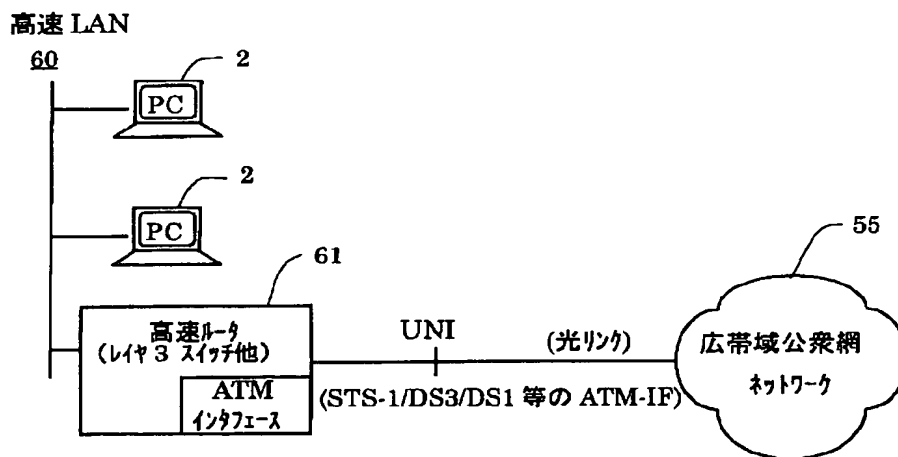 高速 LAN
60
2
PC
2
PC
61
55
高速ﾙｰﾀ
(ﾚｲﾔ 3 ｽｲｯﾁ他)
ATM
ｲﾝﾀﾌｪｰｽ
UNI
(光ﾘﾝｸ)
(STS-1/DS3/DS1 等の ATM-IF)
広帯域公衆網
ﾈｯﾄﾜｰｸ